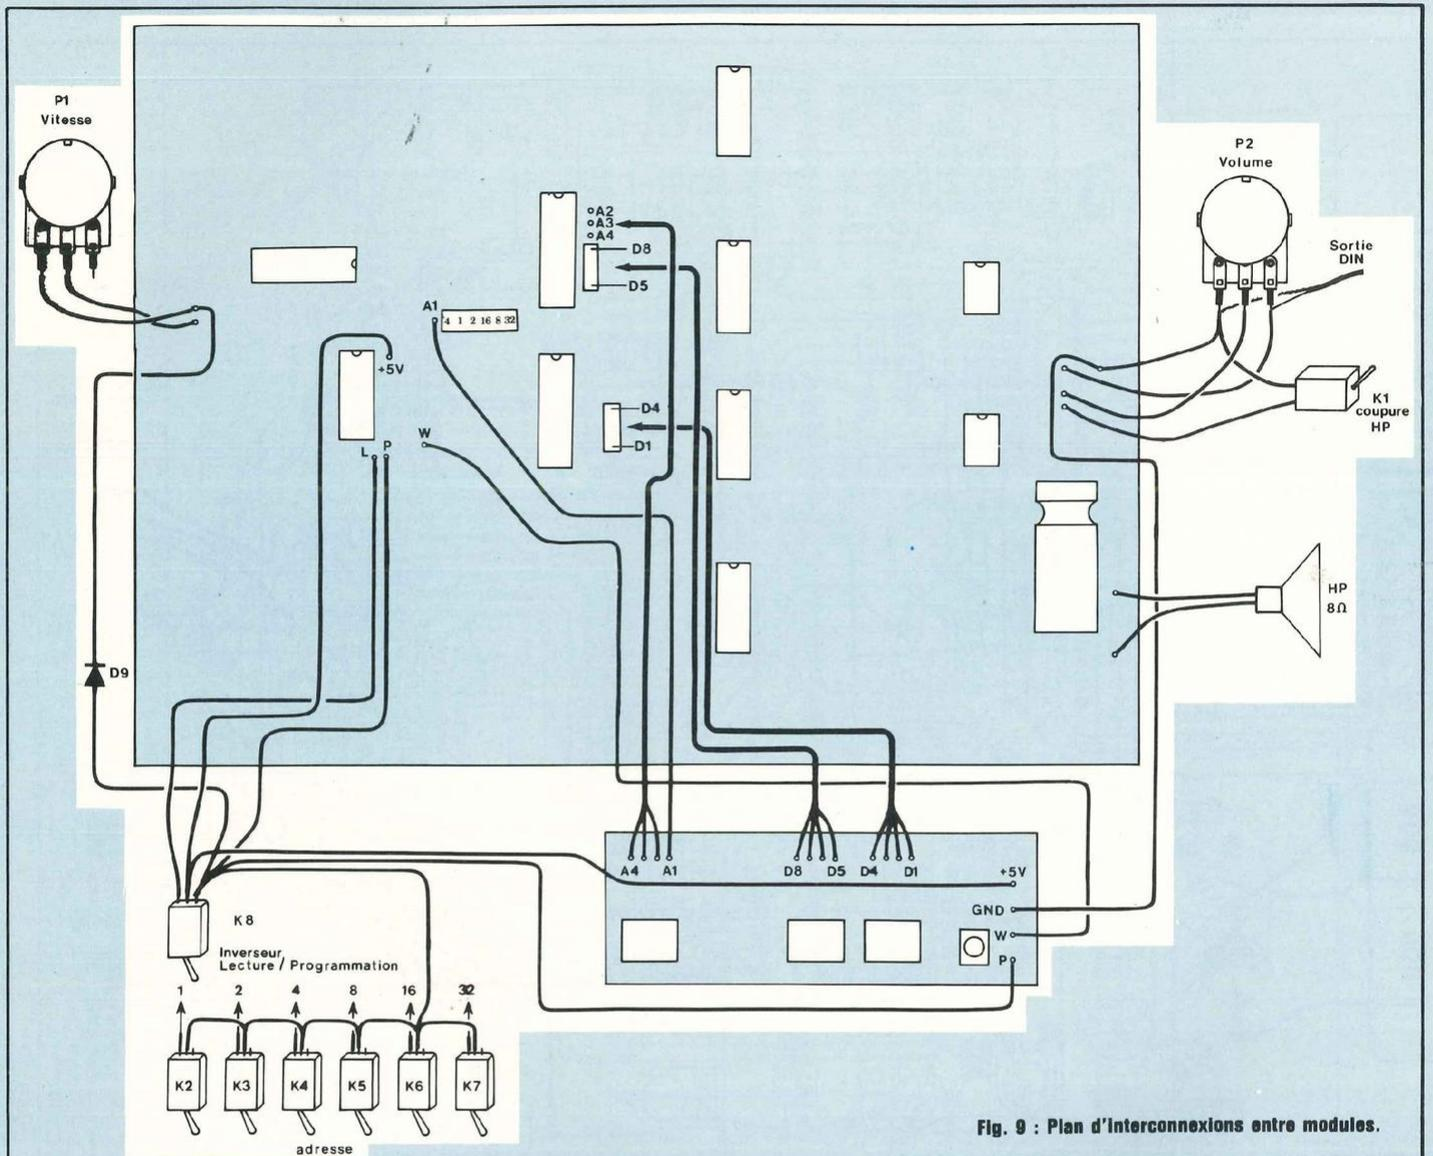 P1
Vitesse
P2
Volume
Sortie
DIN
A2
A3
A4
D8
D5
A1
4 1 2 16 8 32
+5V
D4
D1
W
L P
K1
coupure
HP
HP
8Ω
D9
A4 A1 D8 D5 D4 D1
+5V
GND
W
P
K8
Inverseur
Lecture / Programmation
1 2 4 8 16 32
K2 K3 K4 K5 K6 K7
adresse
Fig. 9 : Plan d'interconnexions entre modules.